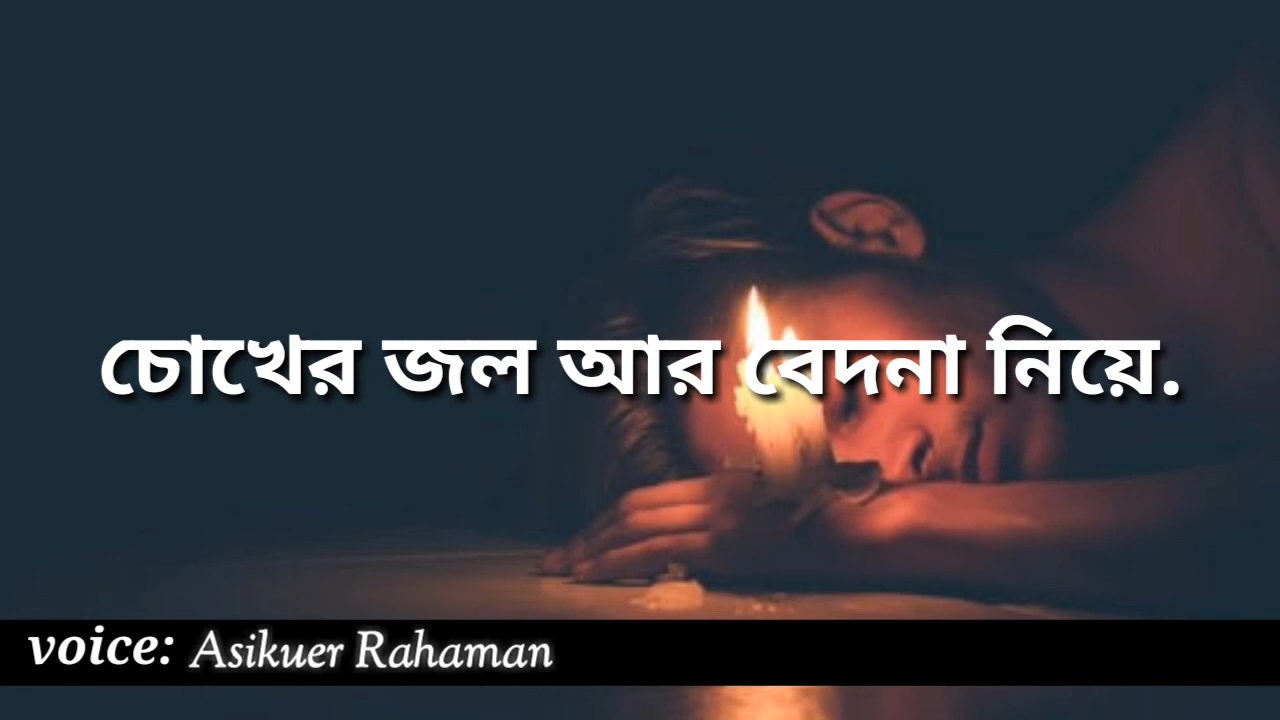 চোখের জল আর বেদনা নিয়ে.
voice: Asikuer Rahaman